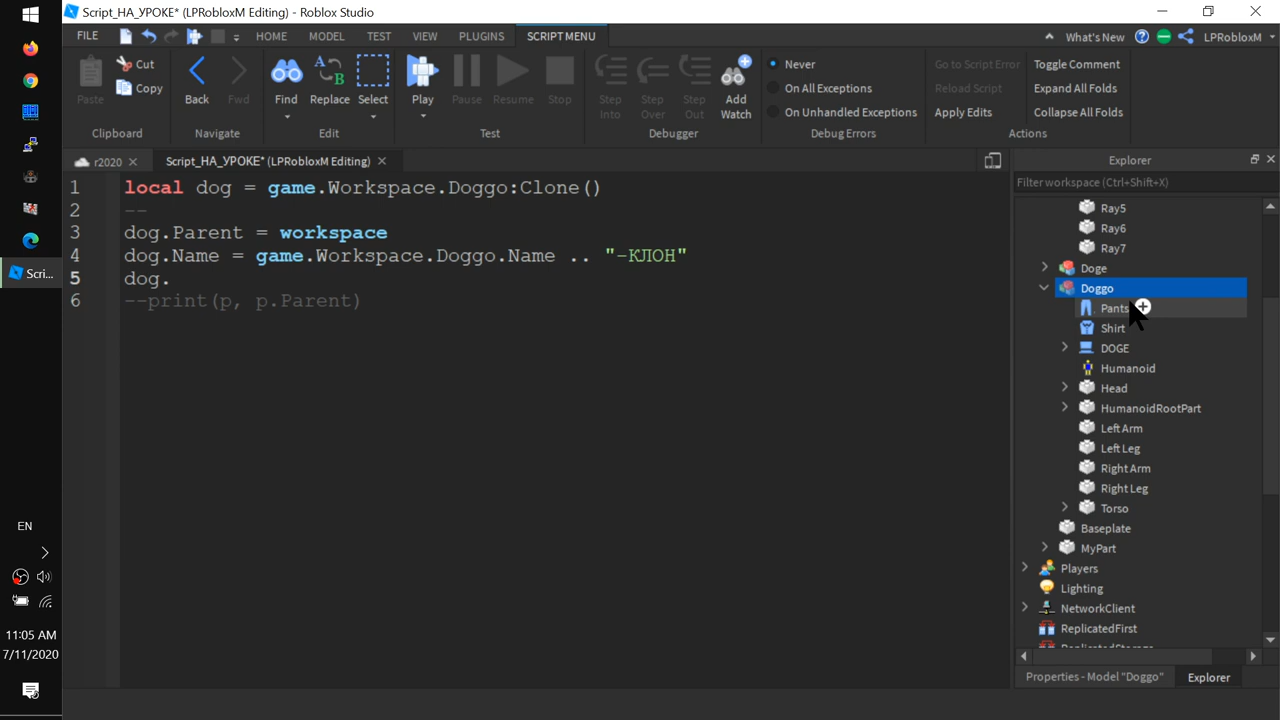 Script_НА_УРОКЕ* (LPRobloxM Editing) - Roblox Studio
FILE HOME MODEL TEST VIEW PLUGINS SCRIPT MENU What's New LPRobloxM
Paste Cut Copy
Back Fwd
Find Replace Select
Play Pause Resume Stop
Step Into Step Over Step Out Add Watch
Never
On All Exceptions
On Unhandled Exceptions
Go to Script Error
Reload Script
Apply Edits
Toggle Comment
Expand All Folds
Collapse All Folds
Clipboard Navigate Edit Test Debugger Debug Errors Actions
r2020 Script_НА_УРОКЕ* (LPRobloxM Editing)
1 local dog = game.Workspace.Doggo:Clone()
2 --
3 dog.Parent = workspace
4 dog.Name = game.Workspace.Doggo.Name .. "-КЛОН"
5 dog.
6 --print(p, p.Parent)
Explorer
Filter workspace (Ctrl+Shift+X)
Ray5
Ray6
Ray7
Doge
Doggo
Pants
Shirt
DOGE
Humanoid
Head
HumanoidRootPart
Left Arm
Left Leg
Right Arm
Right Leg
Torso
Baseplate
MyPart
Players
Lighting
NetworkClient
ReplicatedFirst
Properties - Model "Doggo" Explorer
Scri...
EN
11:05 AM
7/11/2020